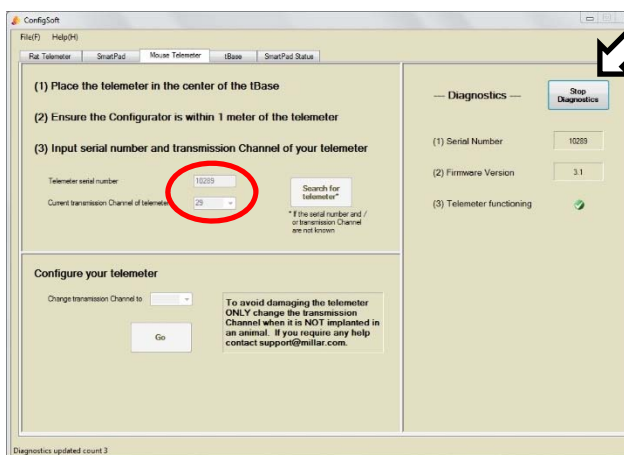 ConfigSoft
File(F) Help(H)
Rat Telemeter SmartPad Mouse Telemeter tBase SmartPad Status
(1) Place the telemeter in the center of the tBase
(2) Ensure the Configurator is within 1 meter of the telemeter
(3) Input serial number and transmission Channel of your telemeter
Telemeter serial number 10289
Current transmission Channel of telemeter 29
Search for
telemeter*
* If the serial number and /
or transmission Channel
are not known
Configure your telemeter
Change transmission Channel to
Go
To avoid damaging the telemeter
ONLY change the transmission
Channel when it is NOT implanted in
an animal. If you require any help
contact support@millar.com.
--- Diagnostics ---
Stop
Diagnostics
(1) Serial Number 10289
(2) Firmware Version 3.1
(3) Telemeter functioning
Diagnostics updated count 3